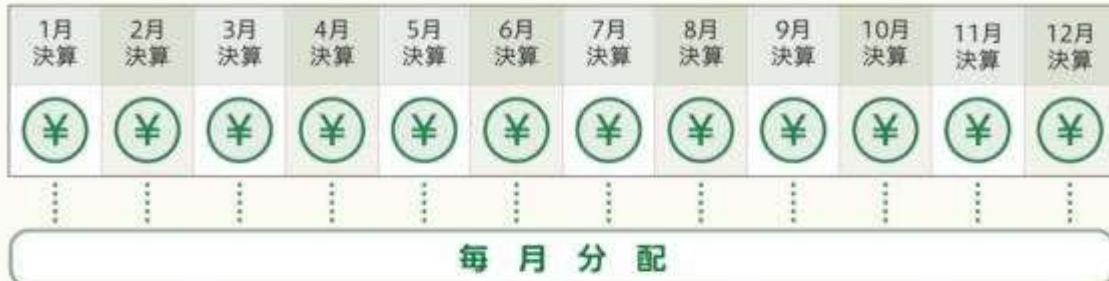 1月 2月 3月 4月 5月 6月 7月 8月 9月 10月 11月 12月
決算 決算 決算 決算 決算 決算 決算 決算 決算 決算 決算 決算
¥ ¥ ¥ ¥ ¥ ¥ ¥ ¥ ¥ ¥ ¥ ¥
毎月分配